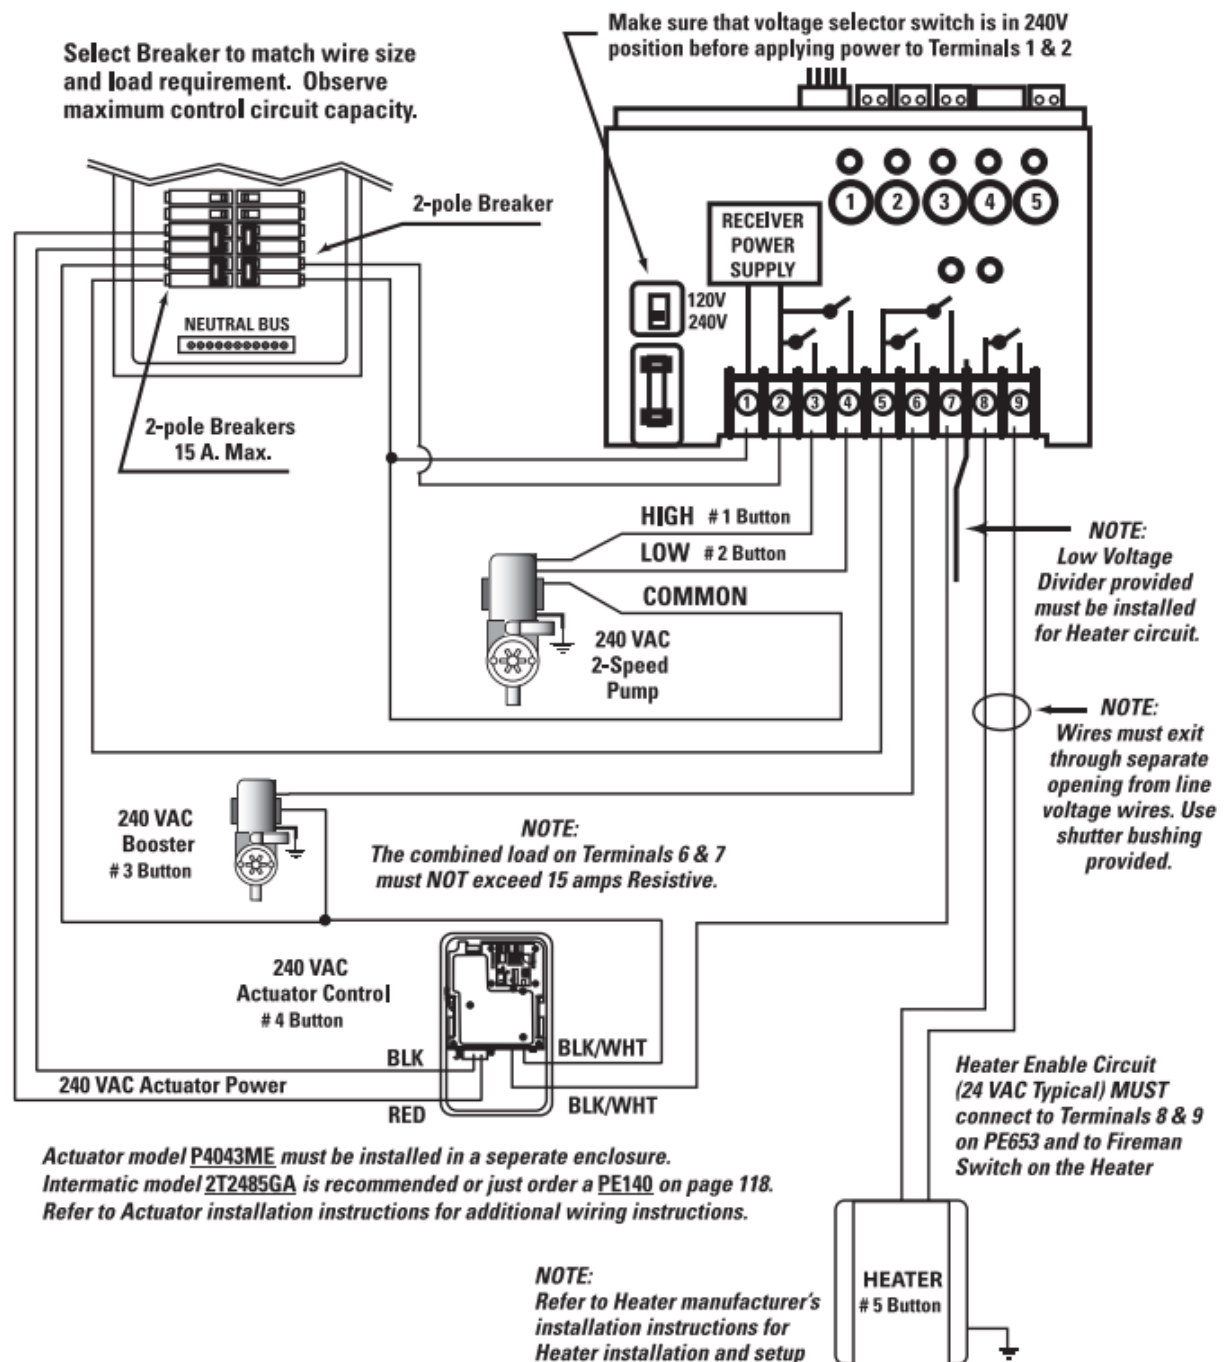 Make sure that voltage selector switch is in 240V
position before applying power to Terminals 1 & 2
Select Breaker to match wire size
and load requirement.  Observe
maximum control circuit capacity.
2-pole Breaker
NEUTRAL BUS
2-pole Breakers
15 A. Max.
1 2 3 4 5
RECEIVER
POWER
SUPPLY
120V
240V
1 2 3 4 5 6 7 8 9
HIGH # 1 Button
LOW # 2 Button
COMMON
240 VAC
2-Speed
Pump
NOTE:
Low Voltage
Divider provided
must be installed
for Heater circuit.
NOTE:
Wires must exit
through separate
opening from line
voltage wires. Use
shutter bushing
provided.
240 VAC
Booster
# 3 Button
NOTE:
The combined load on Terminals 6 & 7
must NOT exceed 15 amps Resistive.
240 VAC
Actuator Control
# 4 Button
BLK
BLK/WHT
240 VAC Actuator Power
RED
BLK/WHT
Heater Enable Circuit
(24 VAC Typical) MUST
connect to Terminals 8 & 9
on PE653 and to Fireman
Switch on the Heater
Actuator model P4043ME must be installed in a seperate enclosure.
Intermatic model 2T2485GA is recommended or just order a PE140 on page 118.
Refer to Actuator installation instructions for additional wiring instructions.
NOTE:
Refer to Heater manufacturer's
installation instructions for
Heater installation and setup
HEATER
# 5 Button